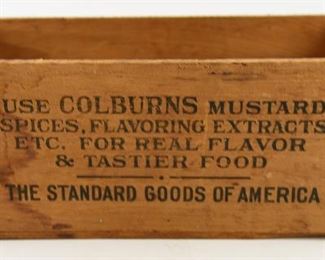 USE COLBURNS MUSTARD
SPICES, FLAVORING EXTRACTS
ETC. FOR REAL FLAVOR
& TASTIER FOOD
THE STANDARD GOODS OF AMERICA